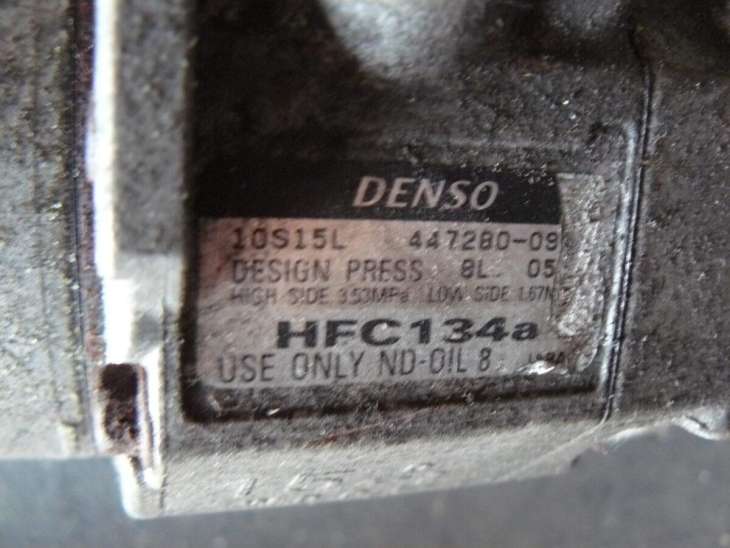 DENSO
10S15L 447280-09
DESIGN PRESS 8L 05
HIGH SIDE 3.53MPa LOW SIDE 1.67M
HFC134a
USE ONLY ND-OIL 8